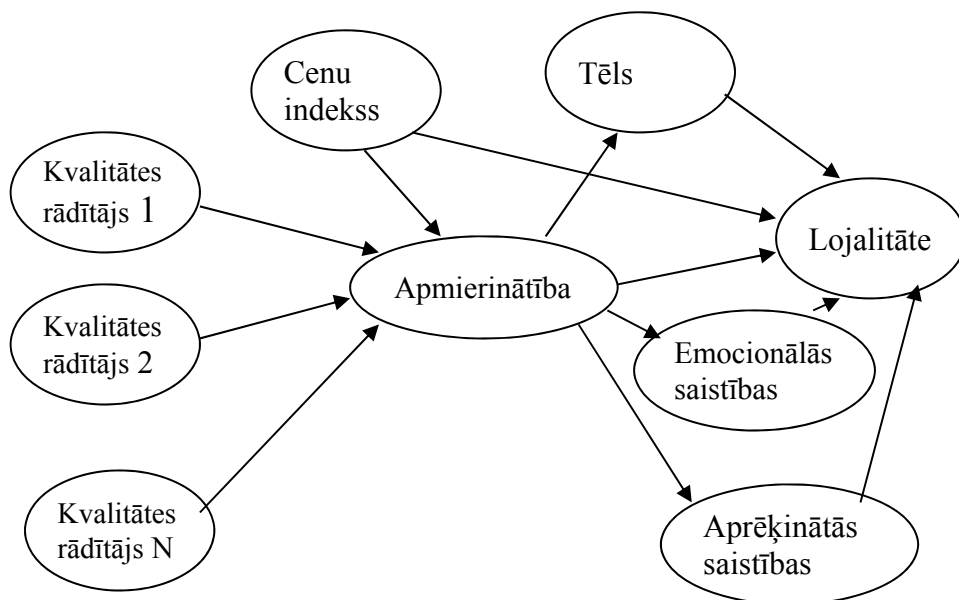 Cenu
indekss
Tēls
Kvalitātes
rādītājs 1
Lojalitāte
Apmierinātība
Kvalitātes
rādītājs 2
Emocionālās
saistības
Kvalitātes
rādītājs N
Aprēķinātās
saistības